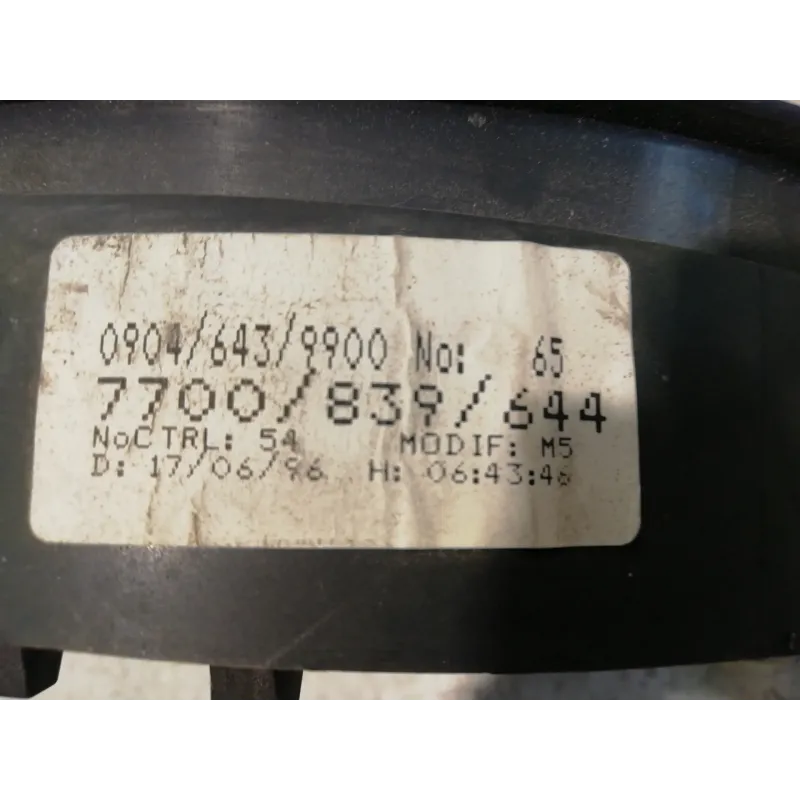 0904/643/9900 No: 65
7700/839/644
NoCTRL: 54 MODIF: M5
D: 17/06/96 H: 06:43:46